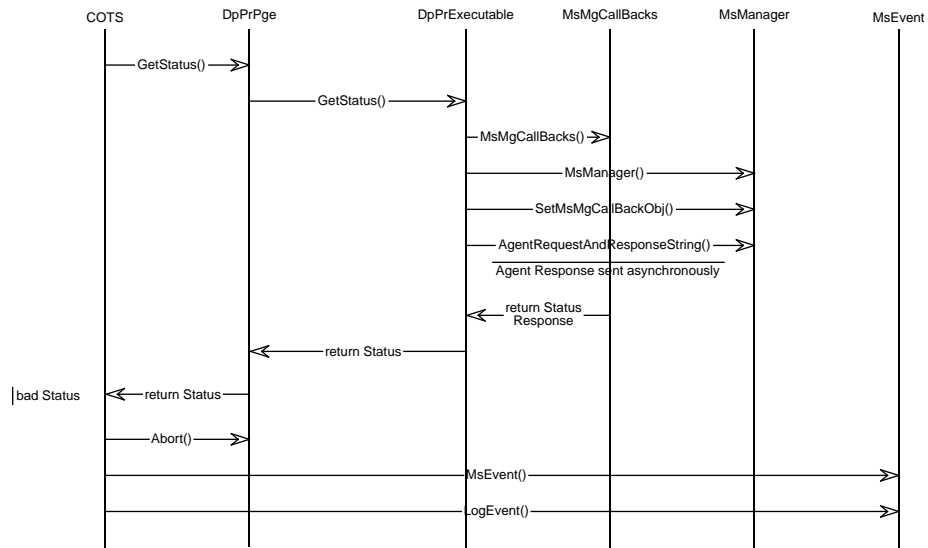 COTS
DpPrPge
DpPrExecutable
MsMgCallBacks
MsManager
MsEvent
GetStatus()
GetStatus()
MsMgCallBacks()
MsManager()
SetMsMgCallBackObj()
AgentRequestAndResponseString()
Agent Response sent asynchronously
return Status
Response
return Status
bad Status
return Status
Abort()
MsEvent()
LogEvent()